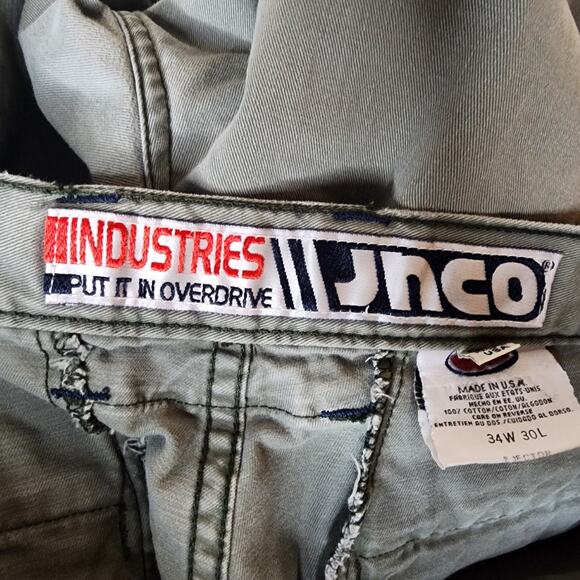 INDUSTRIES
PUT IT IN OVERDRIVE
JNCO®
USA
MADE IN U.S.A.
FABRIQUE AUX ETATS-UNIS
HECHO EN EE. UU.
100% COTTON/COTON/ALGODON
CARE ON REVERSE
ENTRETIEN AU DOS/CUIDADO AL DORSO.
34W 30L